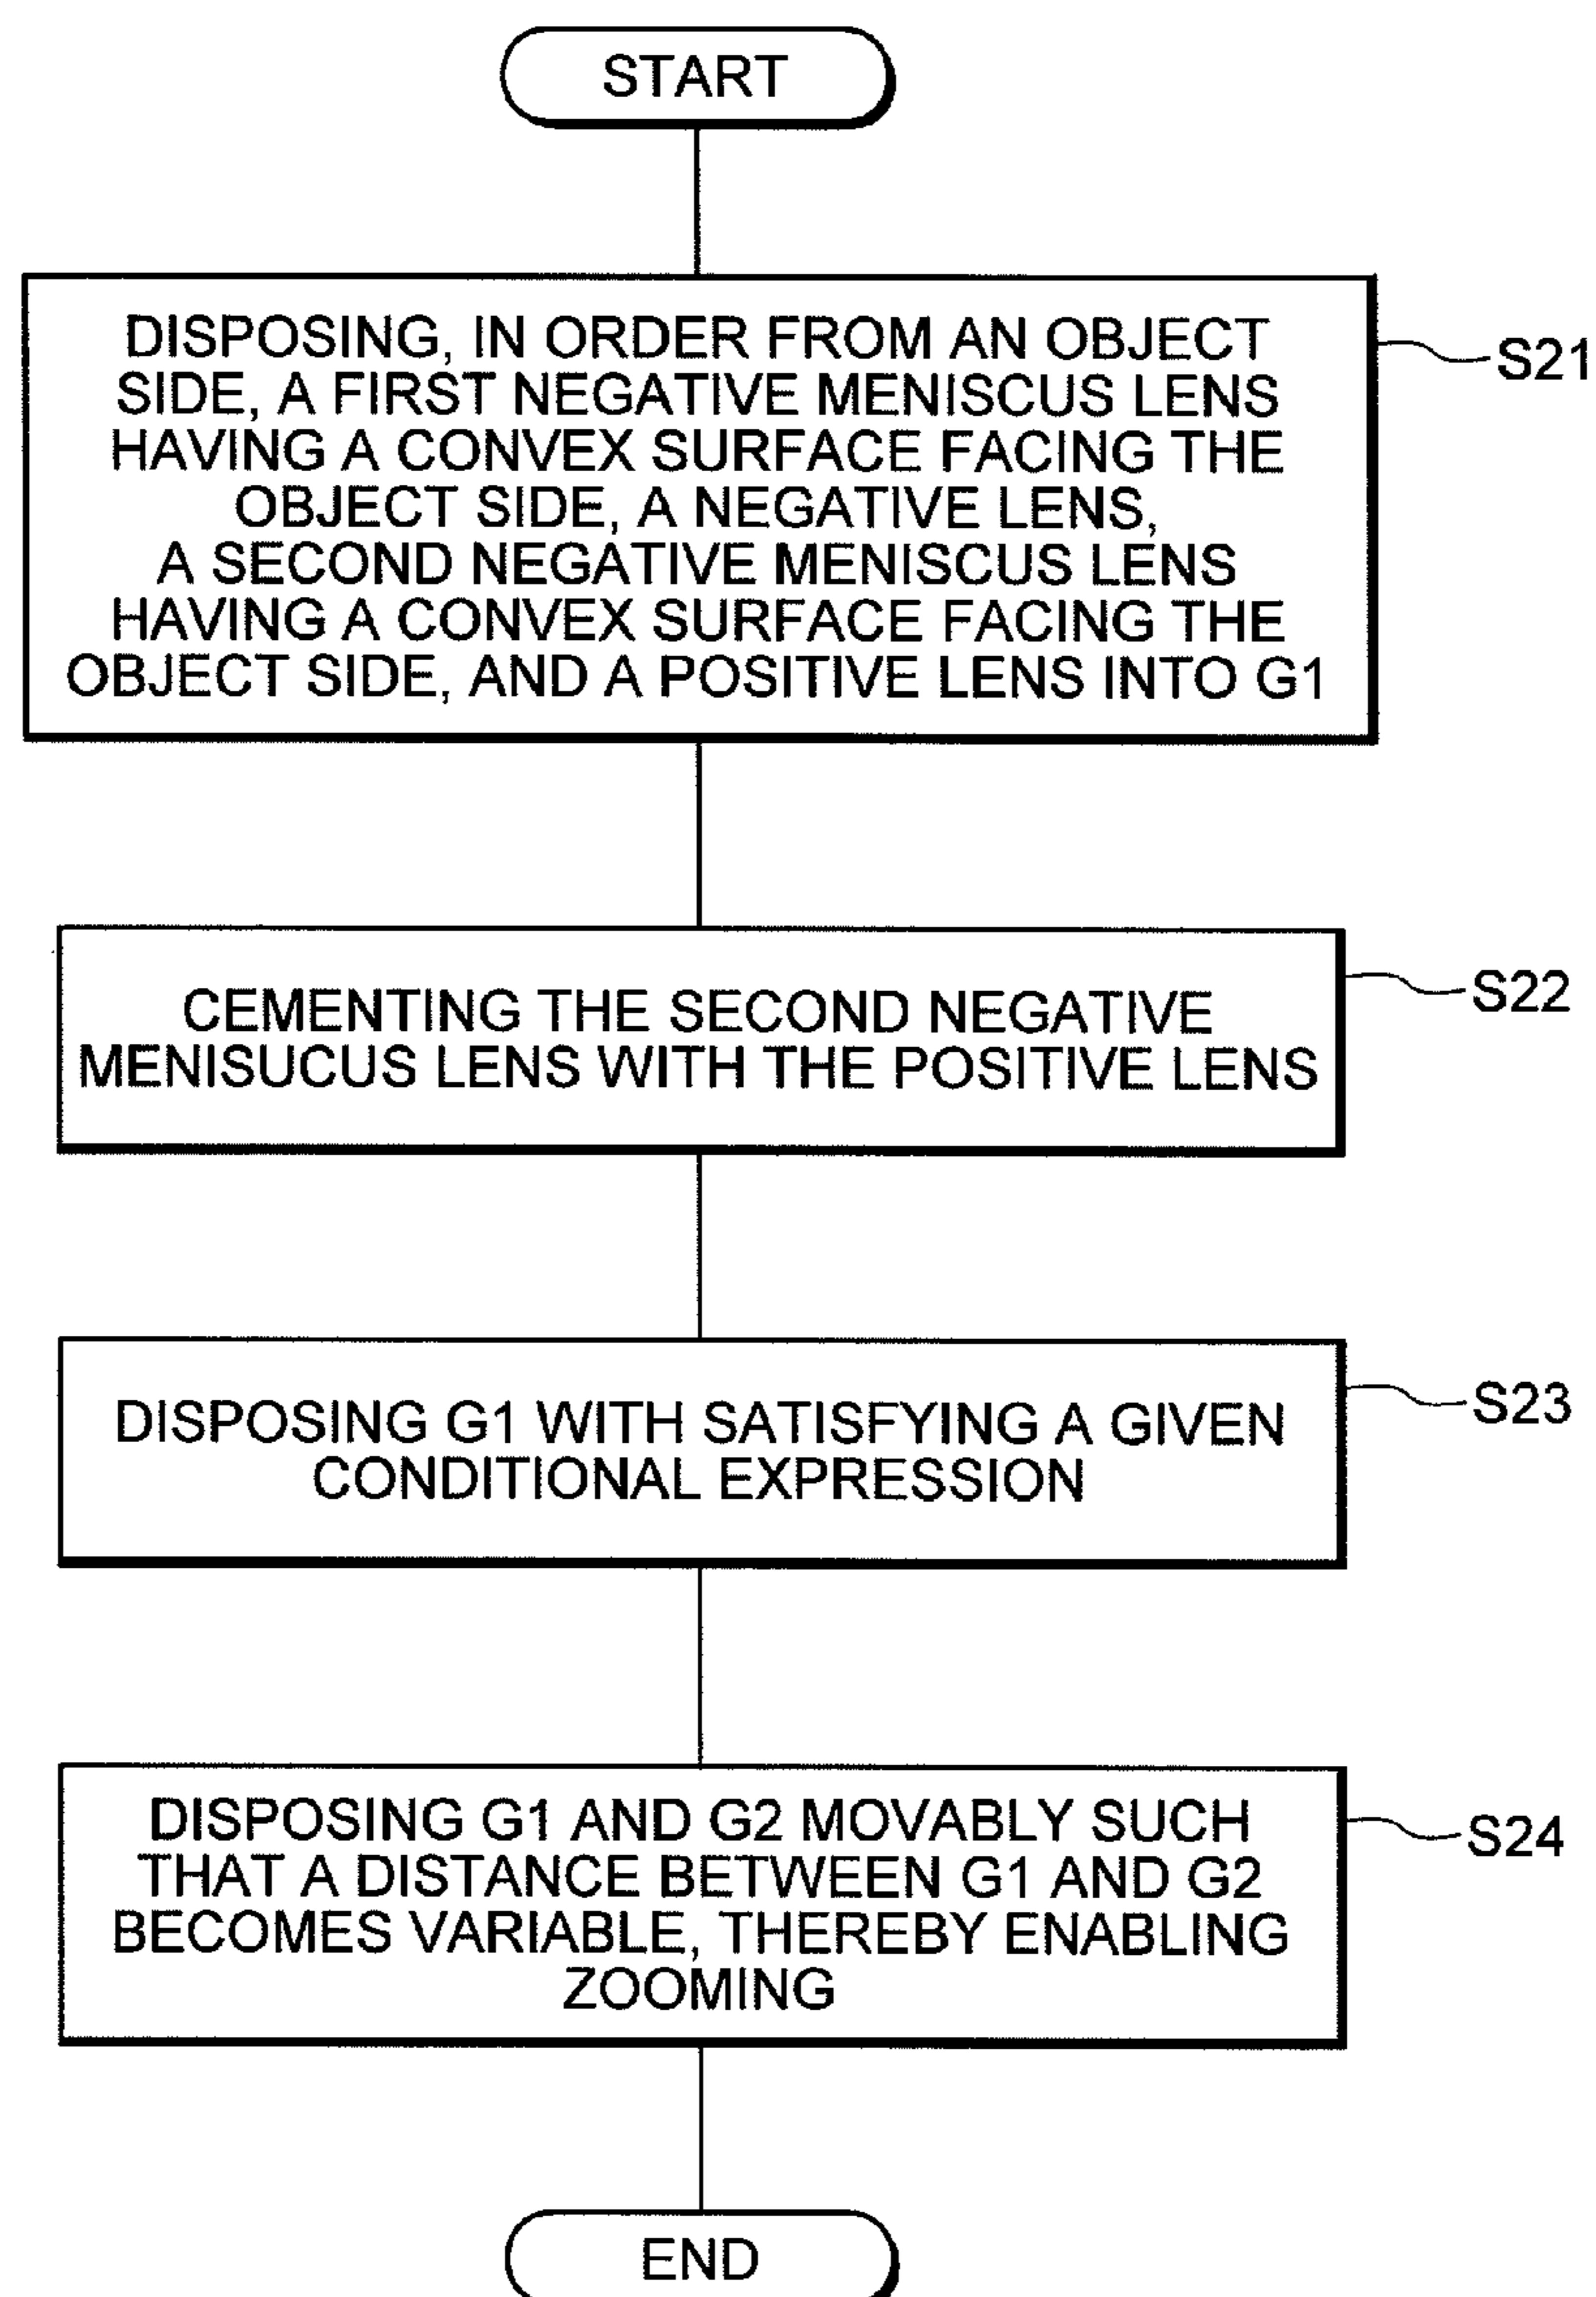 START
DISPOSING, IN ORDER FROM AN OBJECT
SIDE, A FIRST NEGATIVE MENISCUS LENS
HAVING A CONVEX SURFACE FACING THE
OBJECT SIDE, A NEGATIVE LENS,
A SECOND NEGATIVE MENISCUS LENS
HAVING A CONVEX SURFACE FACING THE
OBJECT SIDE, AND A POSITIVE LENS INTO G1
S21
CEMENTING THE SECOND NEGATIVE
MENISUCUS LENS WITH THE POSITIVE LENS
S22
DISPOSING G1 WITH SATISFYING A GIVEN
CONDITIONAL EXPRESSION
S23
DISPOSING G1 AND G2 MOVABLY SUCH
THAT A DISTANCE BETWEEN G1 AND G2
BECOMES VARIABLE, THEREBY ENABLING
ZOOMING
S24
END